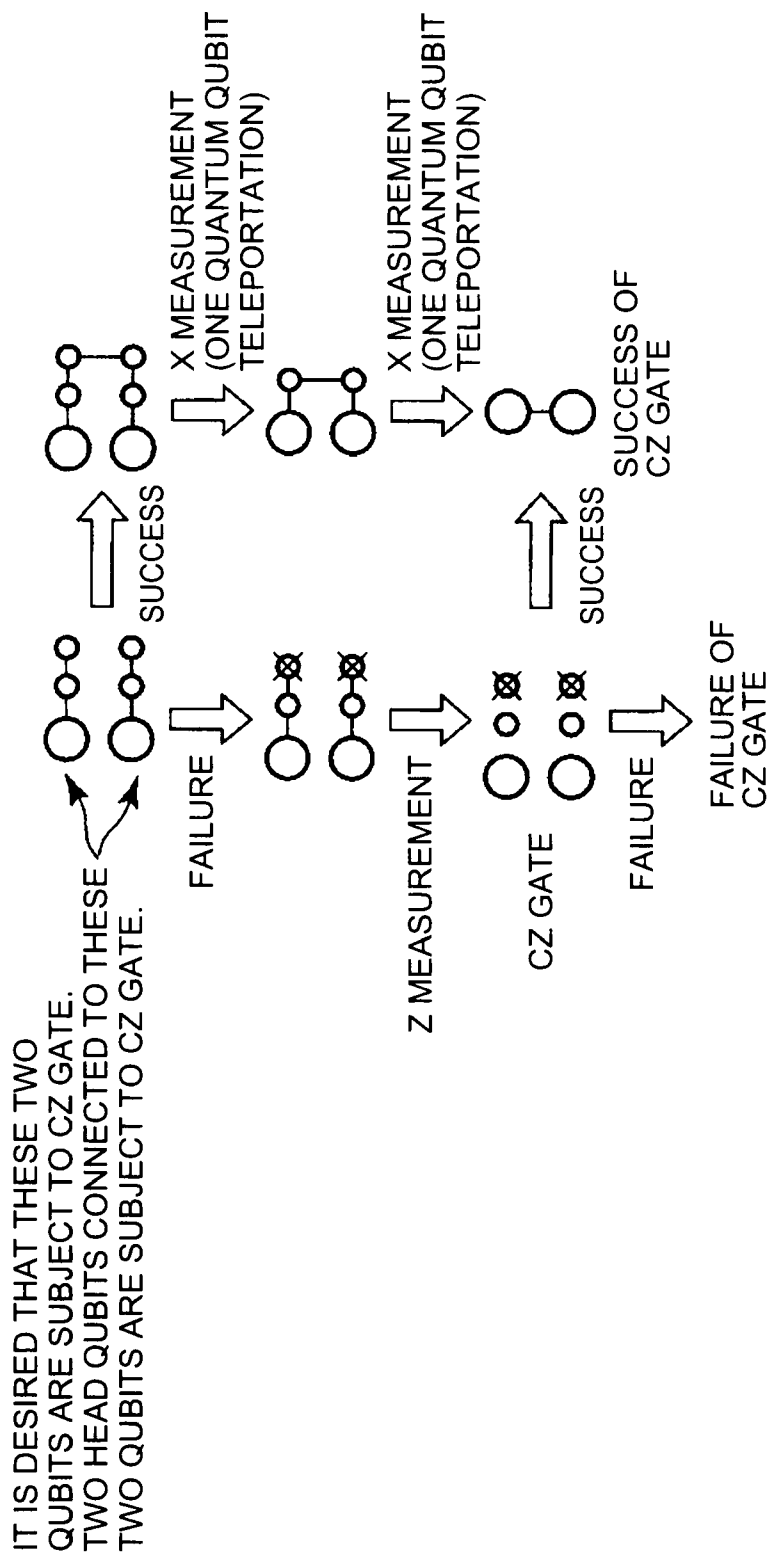 IT IS DESIRED THAT THESE TWO
QUBITS ARE SUBJECT TO CZ GATE.
TWO HEAD QUBITS CONNECTED TO THESE
TWO QUBITS ARE SUBJECT TO CZ GATE.
SUCCESS
FAILURE
X MEASUREMENT
(ONE QUANTUM QUBIT
TELEPORTATION)
Z MEASUREMENT
X MEASUREMENT
(ONE QUANTUM QUBIT
TELEPORTATION)
CZ GATE
SUCCESS
SUCCESS OF
CZ GATE
FAILURE
FAILURE OF
CZ GATE